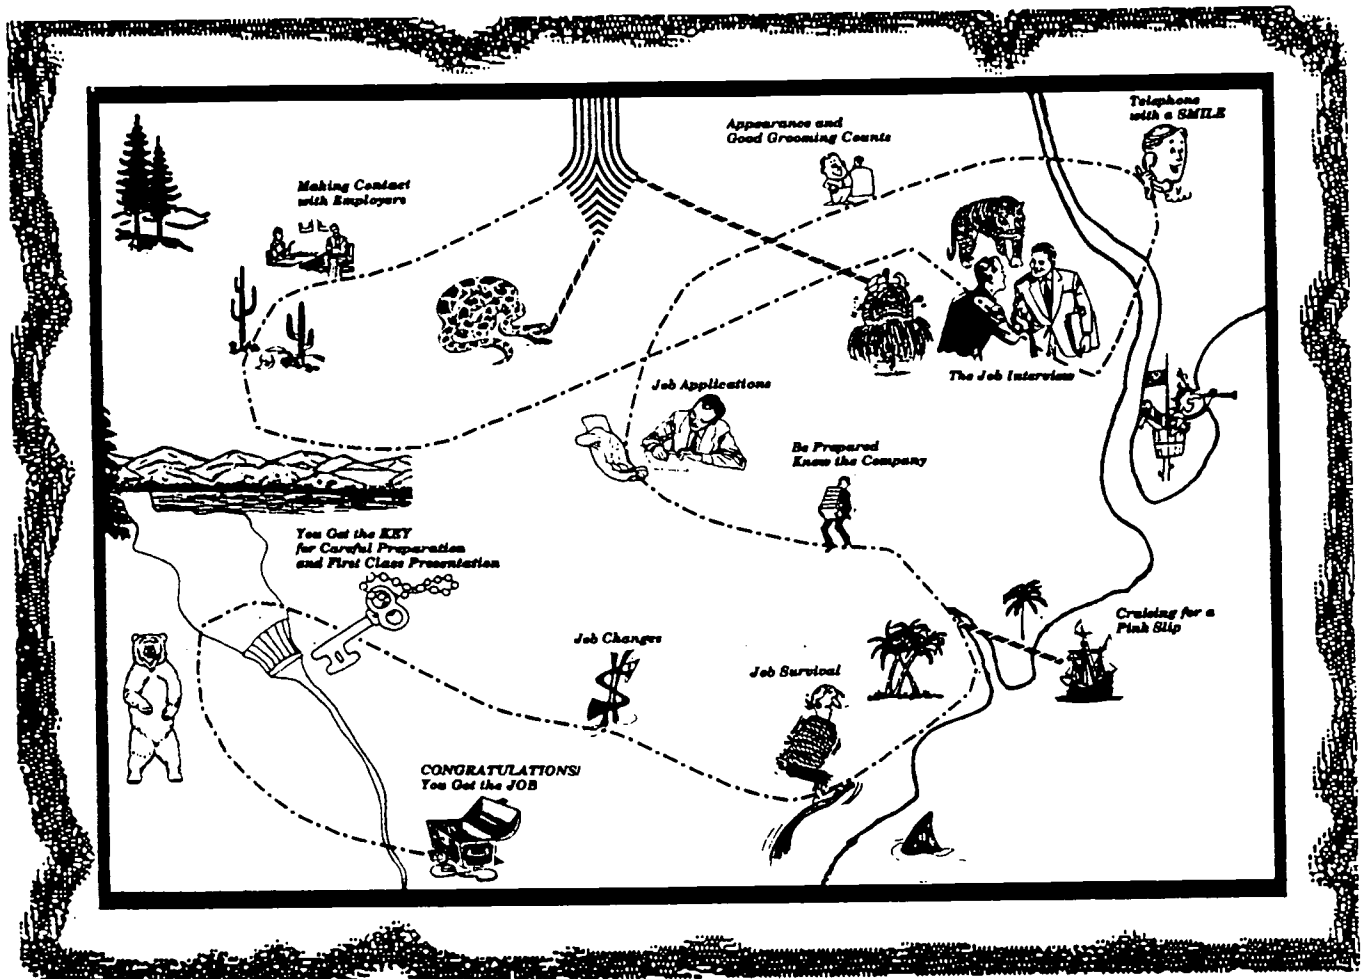 Telephone
with a SMILE
Appearance and
Good Grooming Counts
Making Contact
with Employers
The Job Interview
Job Applications
Be Prepared
Know the Company
You Get the KEY
for Careful Preparation
and First Class Presentation
Cruising for a
Pink Slip
Job Changes
Job Survival
CONGRATULATIONS!
You Get the JOB